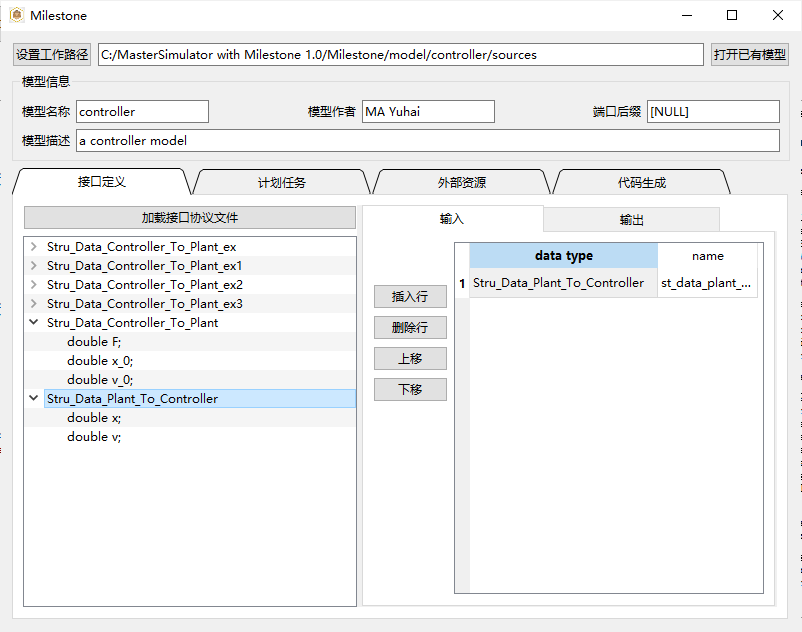 Milestone
设置工作路径 C:/MasterSimulator with Milestone 1.0/Milestone/model/controller/sources 打开已有模型
模型信息
模型名称 controller 模型作者 MA Yuhai 端口后缀 [NULL]
模型描述 a controller model
接口定义 计划任务 外部资源 代码生成
加载接口协议文件
Stru_Data_Controller_To_Plant_ex
Stru_Data_Controller_To_Plant_ex1
Stru_Data_Controller_To_Plant_ex2
Stru_Data_Controller_To_Plant_ex3
Stru_Data_Controller_To_Plant
double F;
double x_0;
double v_0;
Stru_Data_Plant_To_Controller
double x;
double v;
输入 输出
插入行
删除行
上移
下移
data type name
1 Stru_Data_Plant_To_Controller st_data_plant_...